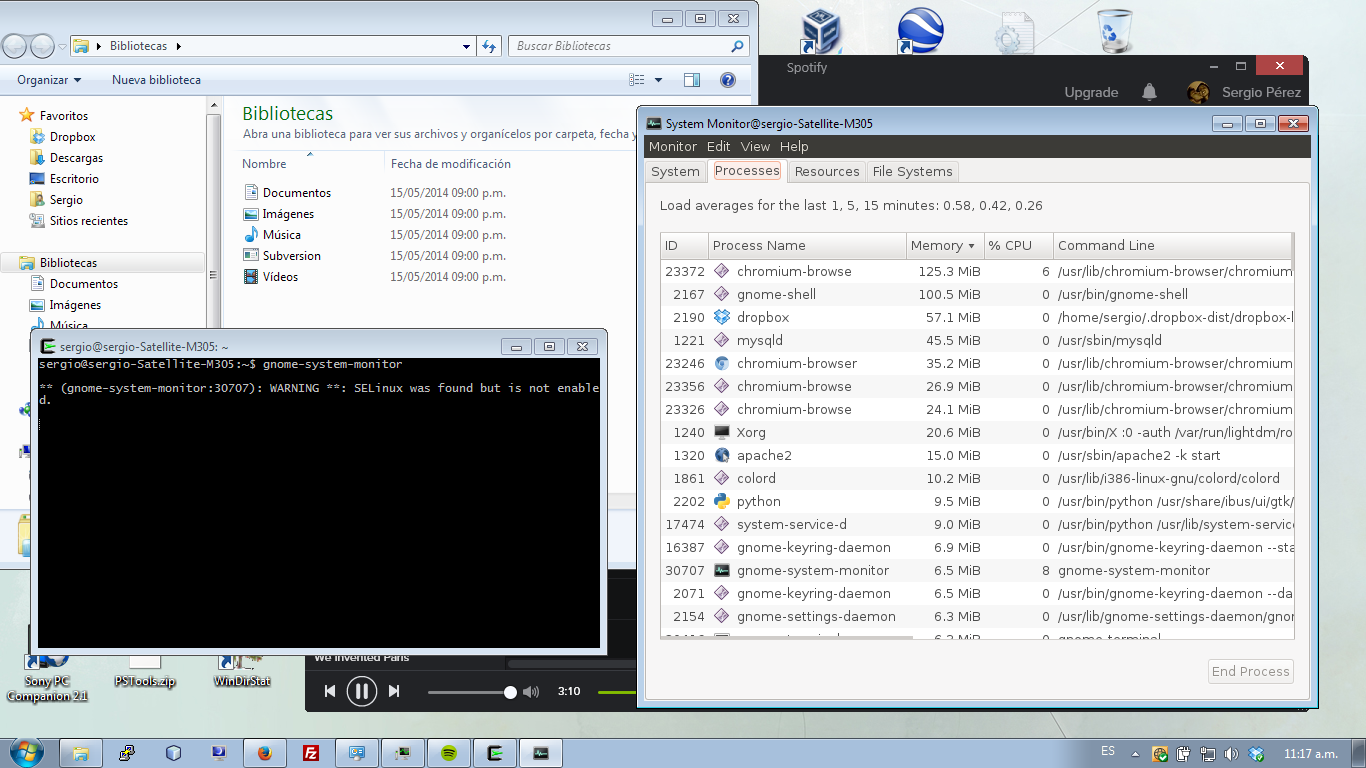 Bibliotecas
Buscar Bibliotecas
Organizar
Nueva biblioteca
Favoritos
Dropbox
Descargas
Escritorio
Sergio
Sitios recientes
Bibliotecas
Documentos
Imágenes
Música
Bibliotecas
Abra una biblioteca para ver sus archivos y organícelos por carpeta, fecha y
Nombre
Fecha de modificación
Documentos 15/05/2014 09:00 p.m.
Imágenes 15/05/2014 09:00 p.m.
Música 15/05/2014 09:00 p.m.
Subversion 15/05/2014 09:00 p.m.
Vídeos 15/05/2014 09:00 p.m.
sergio@sergio-Satellite-M305: ~
sergio@sergio-Satellite-M305:~$ gnome-system-monitor
** (gnome-system-monitor:30707): WARNING **: SELinux was found but is not enable
d.
Spotify
Upgrade
Sergio Pérez
System Monitor@sergio-Satellite-M305
Monitor Edit View Help
System Processes Resources File Systems
Load averages for the last 1, 5, 15 minutes: 0.58, 0.42, 0.26
ID Process Name Memory % CPU Command Line
23372 chromium-browse 125.3 MiB 6 /usr/lib/chromium-browser/chromium
2167 gnome-shell 100.5 MiB 0 /usr/bin/gnome-shell
2190 dropbox 57.1 MiB 0 /home/sergio/.dropbox-dist/dropbox-l
1221 mysqld 45.5 MiB 0 /usr/sbin/mysqld
23246 chromium-browser 35.2 MiB 0 /usr/lib/chromium-browser/chromium
23356 chromium-browse 26.9 MiB 0 /usr/lib/chromium-browser/chromium
23326 chromium-browse 24.1 MiB 0 /usr/lib/chromium-browser/chromium
1240 Xorg 20.6 MiB 0 /usr/bin/X :0 -auth /var/run/lightdm/ro
1320 apache2 15.0 MiB 0 /usr/sbin/apache2 -k start
1861 colord 10.2 MiB 0 /usr/lib/i386-linux-gnu/colord/colord
2202 python 9.5 MiB 0 /usr/bin/python /usr/share/ibus/ui/gtk/
17474 system-service-d 9.0 MiB 0 /usr/bin/python /usr/lib/system-servic
16387 gnome-keyring-daemon 6.9 MiB 0 /usr/bin/gnome-keyring-daemon --sta
30707 gnome-system-monitor 6.5 MiB 8 gnome-system-monitor
2071 gnome-keyring-daemon 6.5 MiB 0 /usr/bin/gnome-keyring-daemon --da
2154 gnome-settings-daemon 6.3 MiB 0 /usr/lib/gnome-settings-daemon/gnor
End Process
We Invented Paris
3:10
Sony PC
Companion 2.1
PSTools.zip
WinDirStat
ES
11:17 a.m.